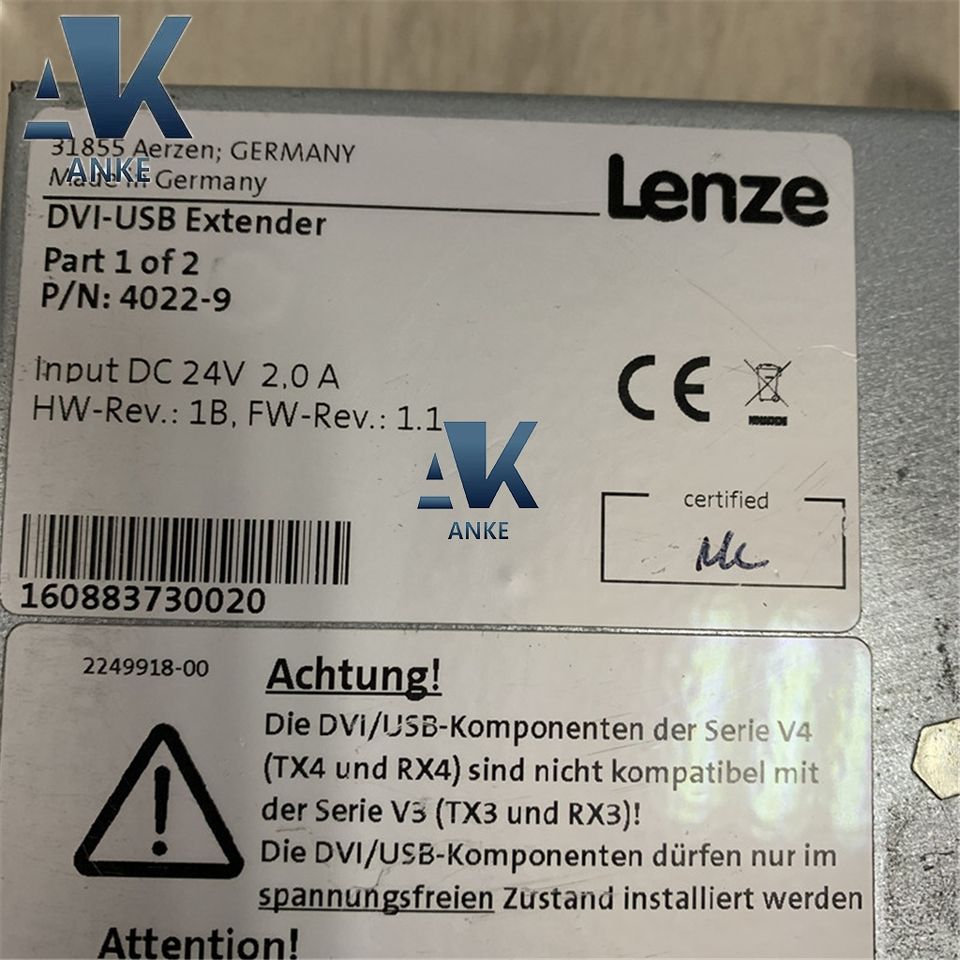 AK
ANKE
31855 Aerzen; GERMANY
Made in Germany
Lenze
DVI-USB Extender
Part 1 of 2
P/N: 4022-9
Input DC 24V 2,0 A
HW-Rev.: 1B, FW-Rev.: 1.1
CE
AK
ANKE
certified
160883730020
2249918-00
Achtung!
Die DVI/USB-Komponenten der Serie V4
(TX4 und RX4) sind nicht kompatibel mit
der Serie V3 (TX3 und RX3)!
Die DVI/USB-Komponenten dürfen nur im
spannungsfreien Zustand installiert werden
Attention!